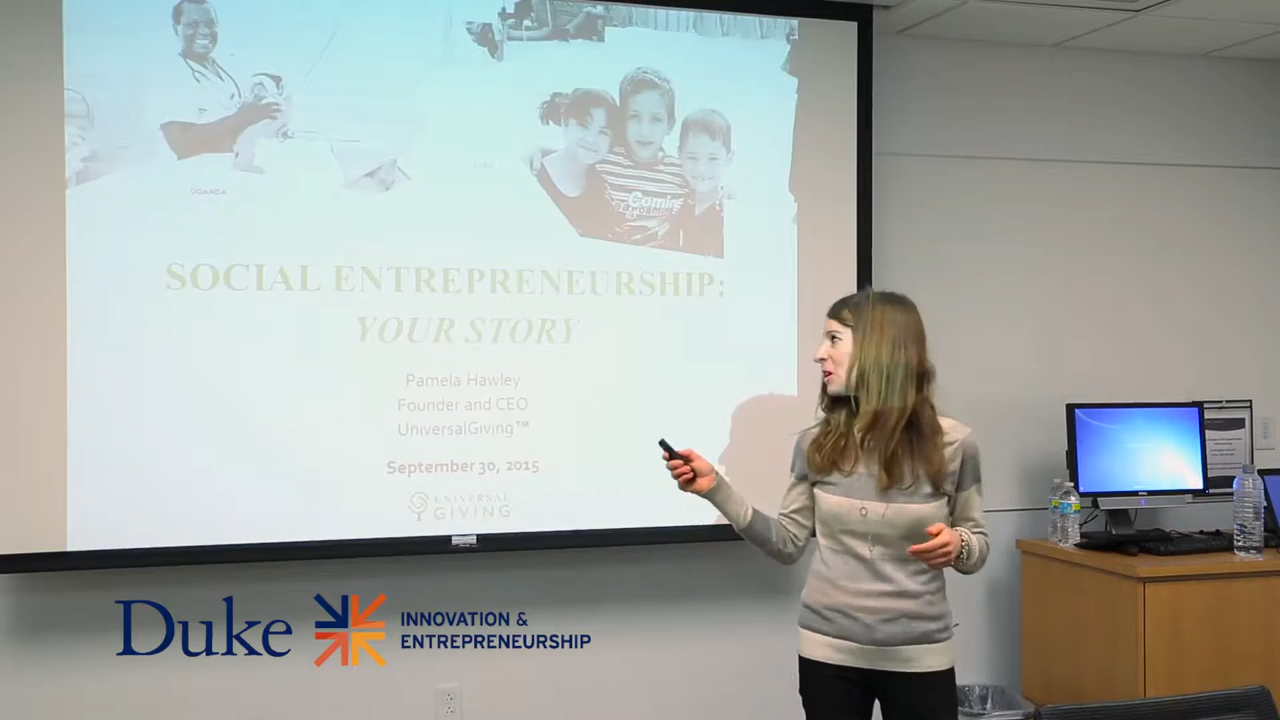 UGANDA
Coming
SOCIAL ENTREPRENEURSHIP:
YOUR STORY
Pamela Hawley
Founder and CEO
UniversalGiving™
September 30, 2015
UNIVERSAL
GIVING
Duke
INNOVATION &
ENTREPRENEURSHIP